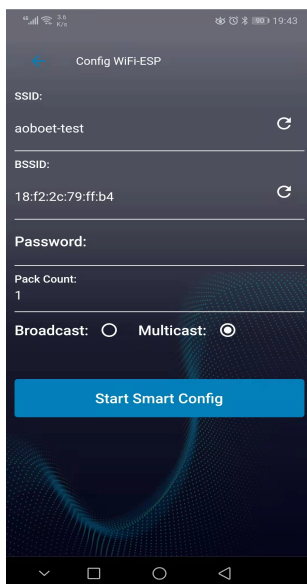 46 3.6 K/s 90 19:43
Config WiFi-ESP
SSID:
aoboet-test
BSSID:
18:f2:2c:79:ff:b4
Password:
Pack Count:
1
Broadcast: Multicast:
Start Smart Config